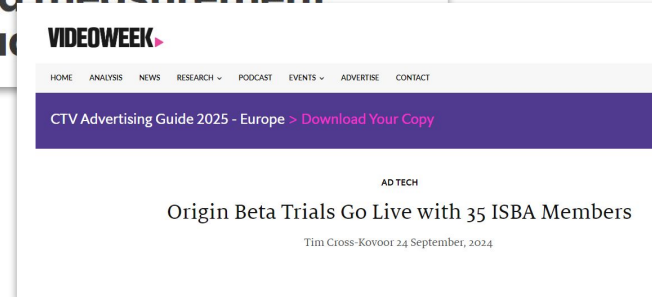 VIDEOWEEK
HOME ANALYSIS NEWS RESEARCH PODCAST EVENTS ADVERTISE CONTACT
CTV Advertising Guide 2025 - Europe > Download Your Copy
AD TECH
Origin Beta Trials Go Live with 35 ISBA Members
Tim Cross-Kovoor 24 September, 2024